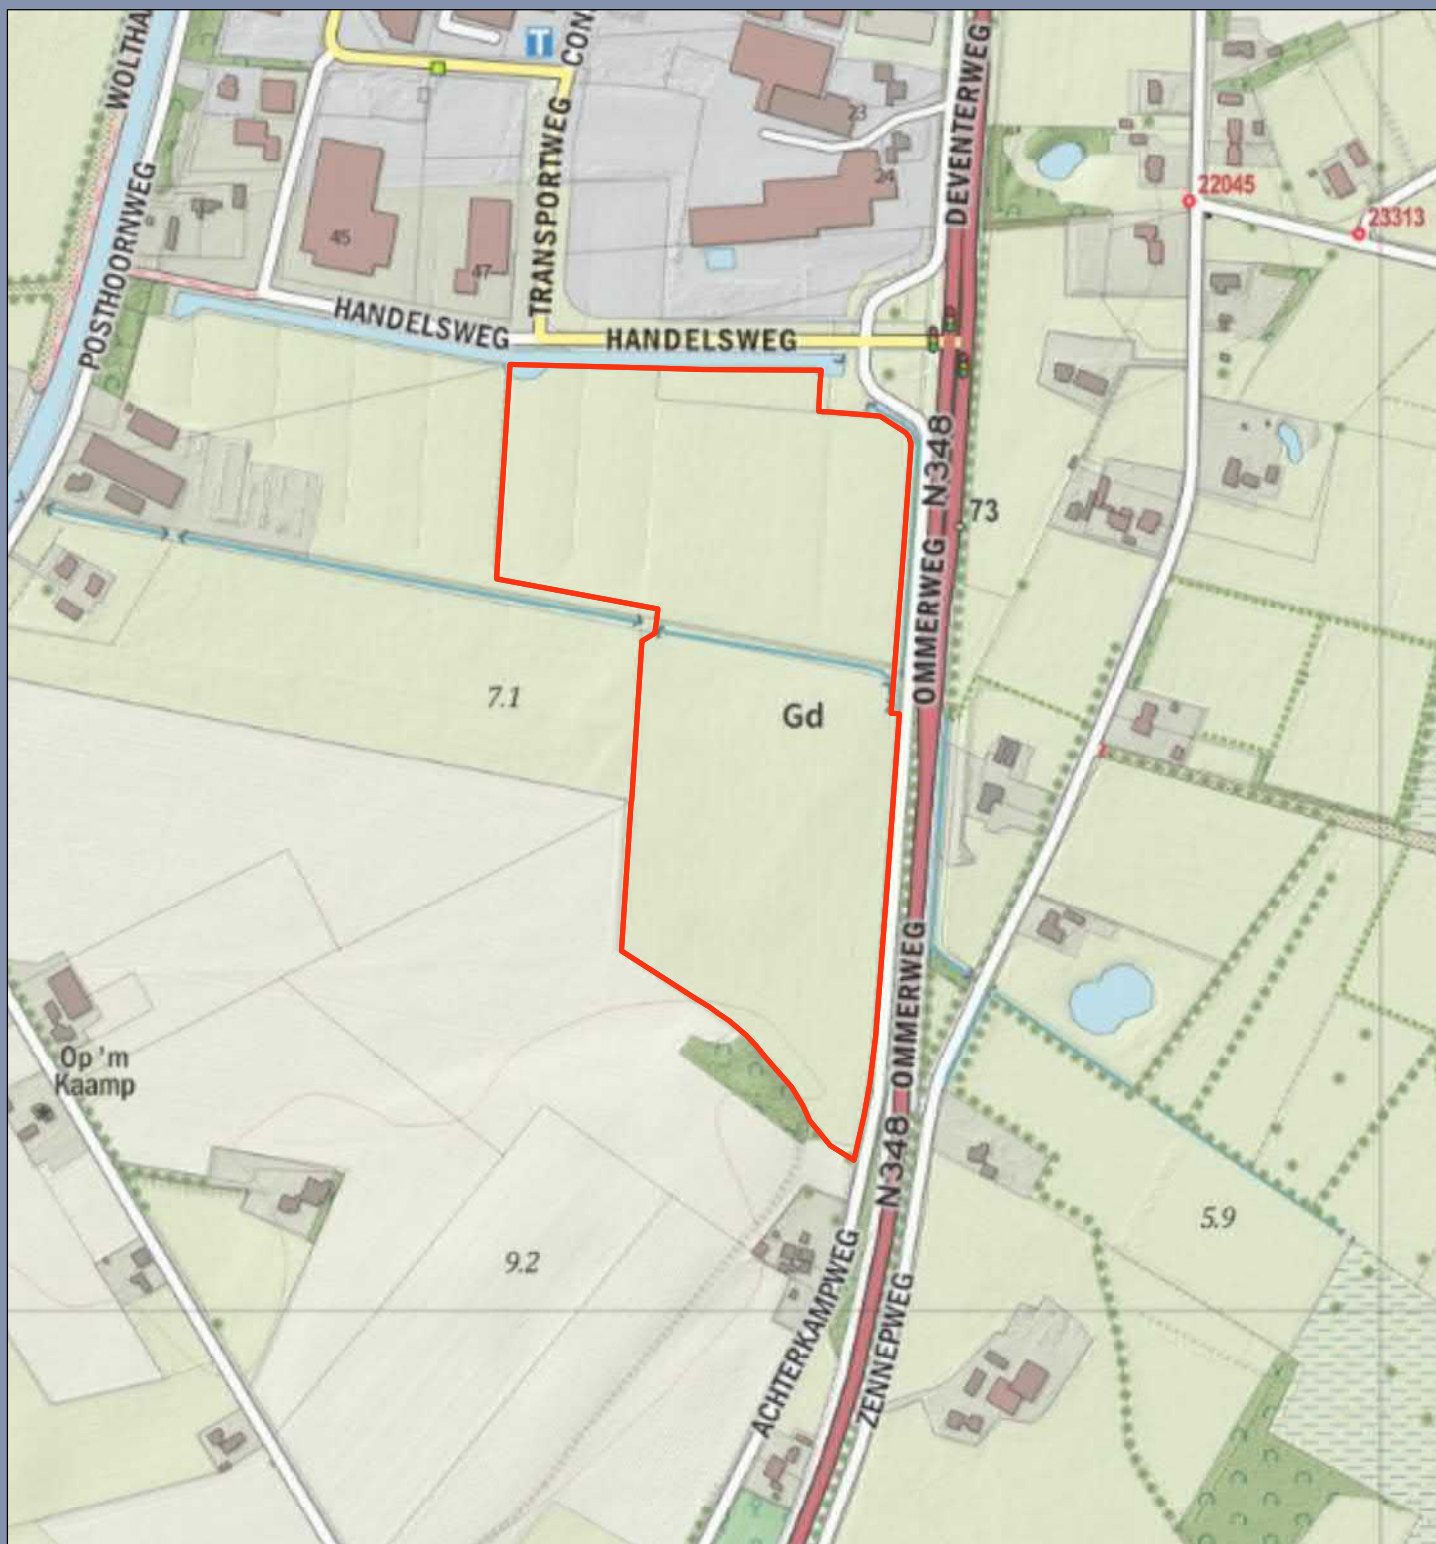 WOLTHA
T
CON
TRANSPORTWEG
DEVENTERWEG
23
24
22045
23313
POSTHOORNWEG
45
47
HANDELSWEG
HANDELSWEG
N348
73
OMMERWEG
7.1
Gd
OMMERWEG
Op 'm
Kaamp
N348
5.9
9.2
ACHTERKAMPWEG
ZENNEPWEG